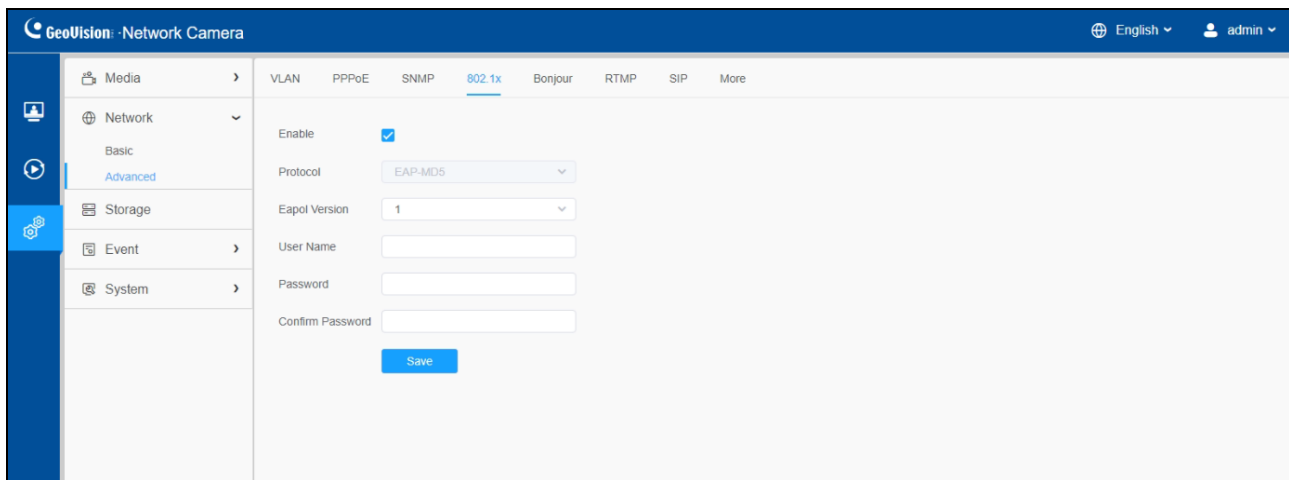 GeoVision Network Camera
English
admin
Media
Network
Basic
Advanced
Storage
Event
System
VLAN PPPoE SNMP 802.1x Bonjour RTMP SIP More
Enable
Protocol EAP-MD5
Eapol Version 1
User Name
Password
Confirm Password
Save